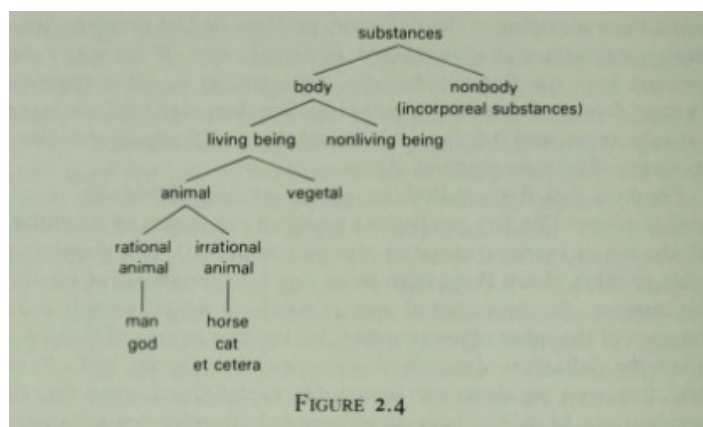 substances
body nonbody
(incorporeal substances)
living being nonliving being
animal vegetal
rational irrational
animal animal
man horse
god cat
et cetera
FIGURE 2.4